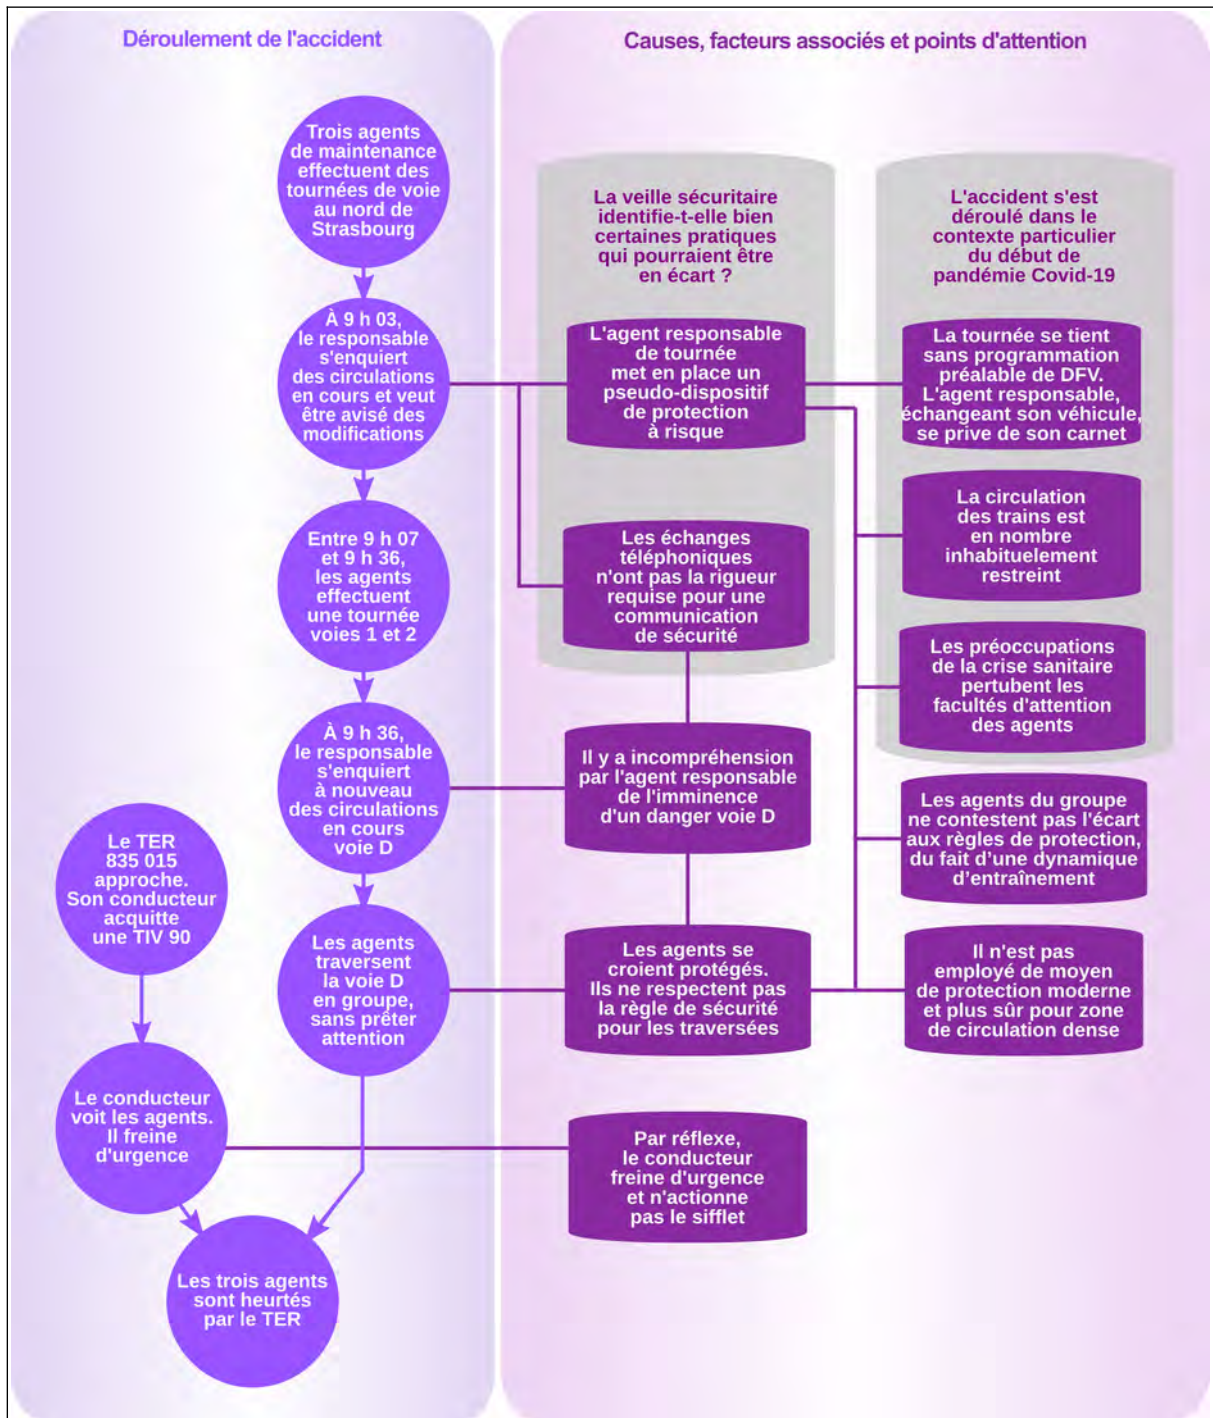 Déroulement de l'accident
Causes, facteurs associés et points d'attention
Trois agents
de maintenance
effectuent des
tournées de voie
au nord de
Strasbourg
À 9 h 03,
le responsable
s'enquiert
des circulations
en cours et veut
être avisé des
modifications
Entre 9 h 07
et 9 h 36,
les agents
effectuent
une tournée
voies 1 et 2
À 9 h 36,
le responsable
s'enquiert
à nouveau
des circulations
en cours
voie D
Le TER
835 015
approche.
Son conducteur
acquitte
une TIV 90
Les agents
traversent
la voie D
en groupe,
sans prêter
attention
Le conducteur
voit les agents.
Il freine
d'urgence
Les trois agents
sont heurtés
par le TER
La veille sécuritaire
identifie-t-elle bien
certaines pratiques
qui pourraient être
en écart ?
L'agent responsable
de tournée
met en place un
pseudo-dispositif
de protection
à risque
Les échanges
téléphoniques
n'ont pas la rigueur
requise pour une
communication
de sécurité
Il y a incompréhension
par l'agent responsable
de l'imminence
d'un danger voie D
Les agents se
croient protégés.
Ils ne respectent pas
la règle de sécurité
pour les traversées
Par réflexe,
le conducteur
freine d'urgence
et n'actionne
pas le sifflet
L'accident s'est
déroulé dans le
contexte particulier
du début de
pandémie Covid-19
La tournée se tient
sans programmation
préalable de DFV.
L'agent responsable,
échangeant son véhicule,
se prive de son carnet
La circulation
des trains est
en nombre
inhabituelement
restreint
Les préoccupations
de la crise sanitaire
pertubent les
facultés d'attention
des agents
Les agents du groupe
ne contestent pas l'écart
aux règles de protection,
du fait d’une dynamique
d’entraînement
Il n'est pas
employé de moyen
de protection moderne
et plus sûr pour zone
de circulation dense